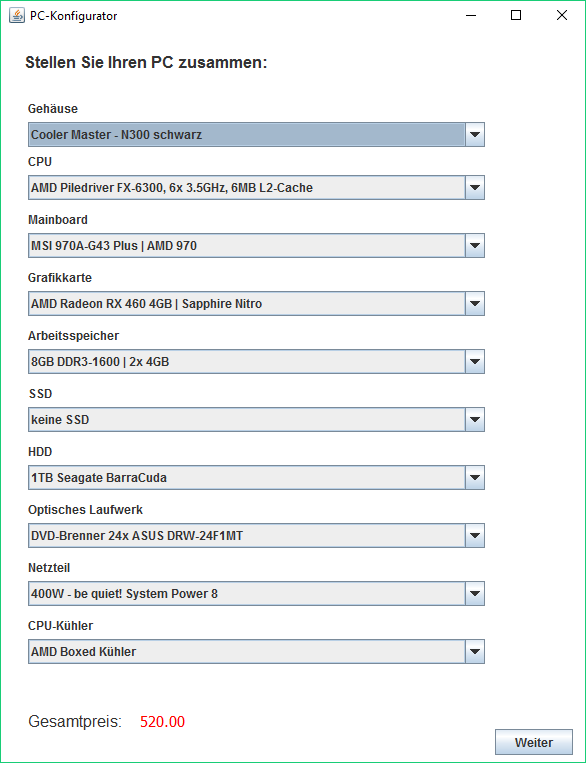 PC-Konfigurator
Stellen Sie Ihren PC zusammen:
Gehäuse
Cooler Master - N300 schwarz
CPU
AMD Piledriver FX-6300, 6x 3.5GHz, 6MB L2-Cache
Mainboard
MSI 970A-G43 Plus | AMD 970
Grafikkarte
AMD Radeon RX 460 4GB | Sapphire Nitro
Arbeitsspeicher
8GB DDR3-1600 | 2x 4GB
SSD
keine SSD
HDD
1TB Seagate BarraCuda
Optisches Laufwerk
DVD-Brenner 24x ASUS DRW-24F1MT
Netzteil
400W - be quiet! System Power 8
CPU-Kühler
AMD Boxed Kühler
Gesamtpreis: 520.00
Weiter